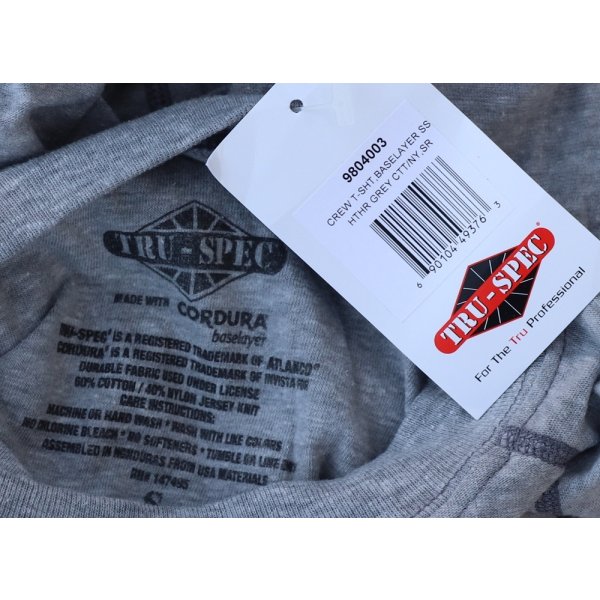 TRU-SPEC
MADE WITH CORDURA®
baselayer
TRU-SPEC® IS A REGISTERED TRADEMARK OF ATLANCO®
CORDURA® IS A REGISTERED TRADEMARK OF INVISTA FOR
DURABLE FABRIC USED UNDER LICENSE
60% COTTON / 40% NYLON JERSEY KNIT
CARE INSTRUCTIONS:
MACHINE OR HAND WASH * WASH WITH LIKE COLORS
NO CHLORINE BLEACH * NO SOFTENERS * TUMBLE OR LINE DRY
ASSEMBLED IN HONDURAS FROM USA MATERIALS
RN# 147495
S
9804003
CREW T-SHT,BASELAYER SS
HTHR GREY CTT/NY,SR
6 90104 49376 3
TRU-SPEC®
For The Tru Professional